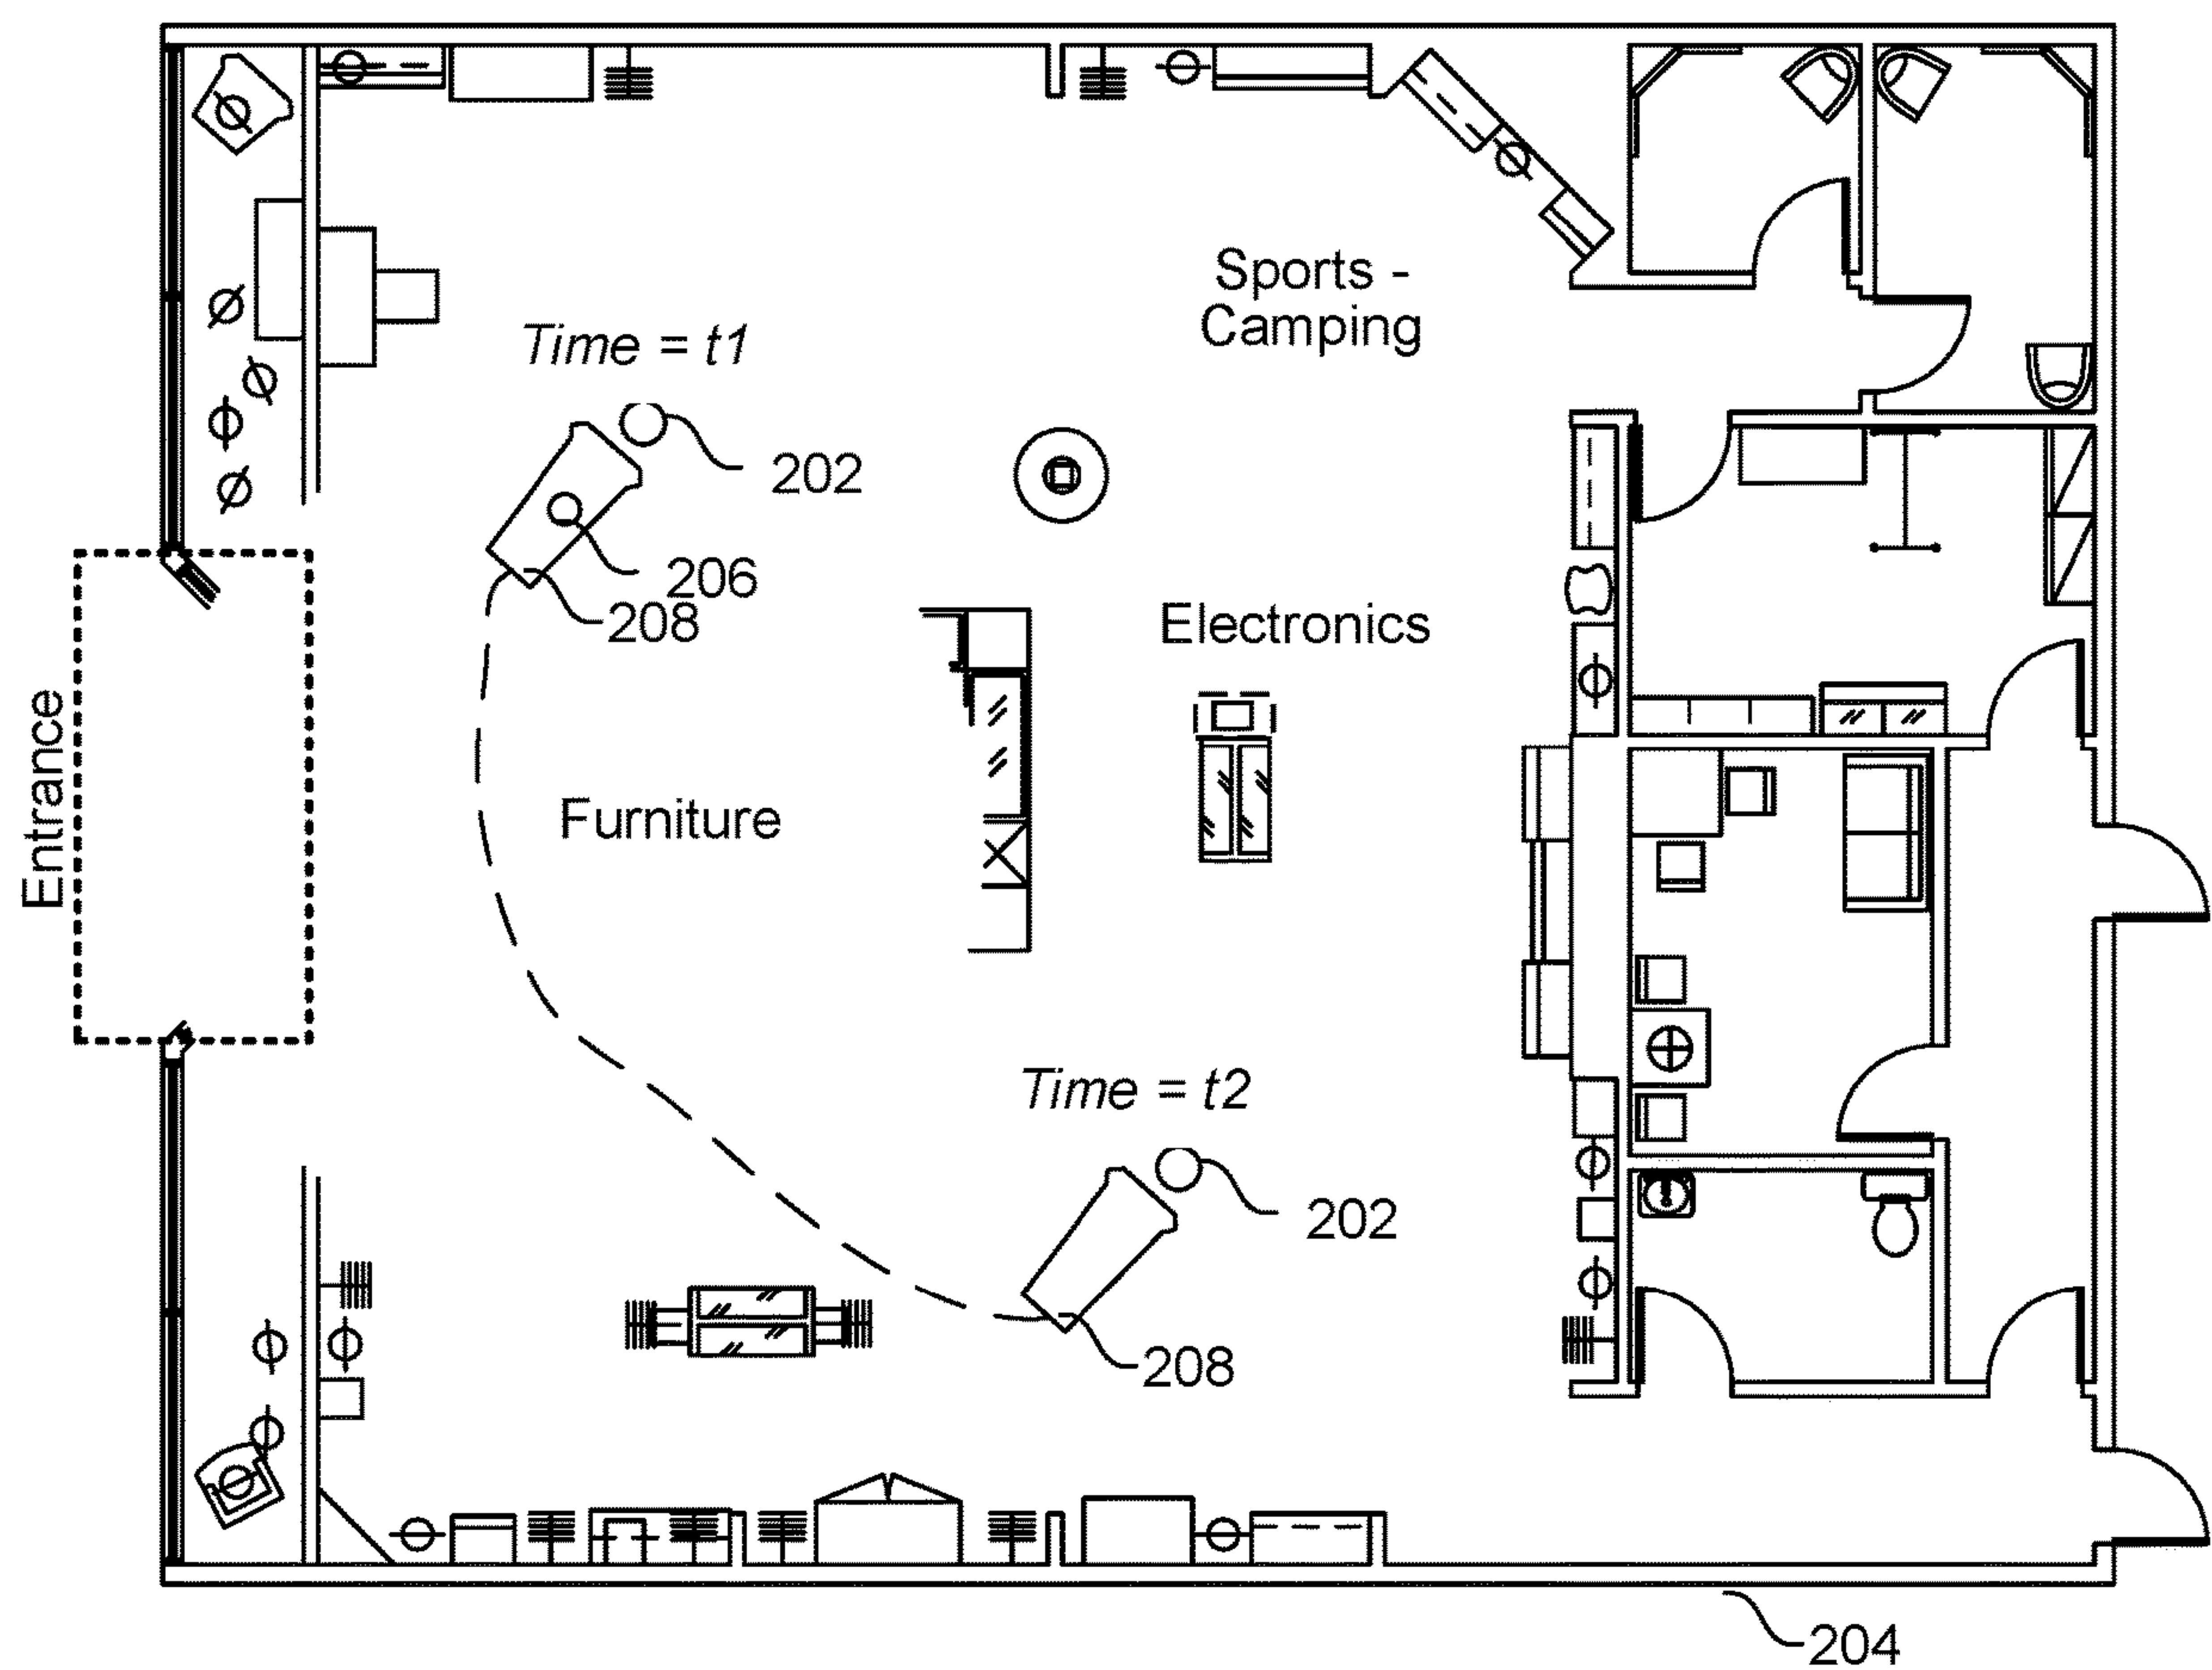 Sports -
Camping
Time = t1
202
206
208
Electronics
Entrance
Furniture
Time = t2
202
208
204